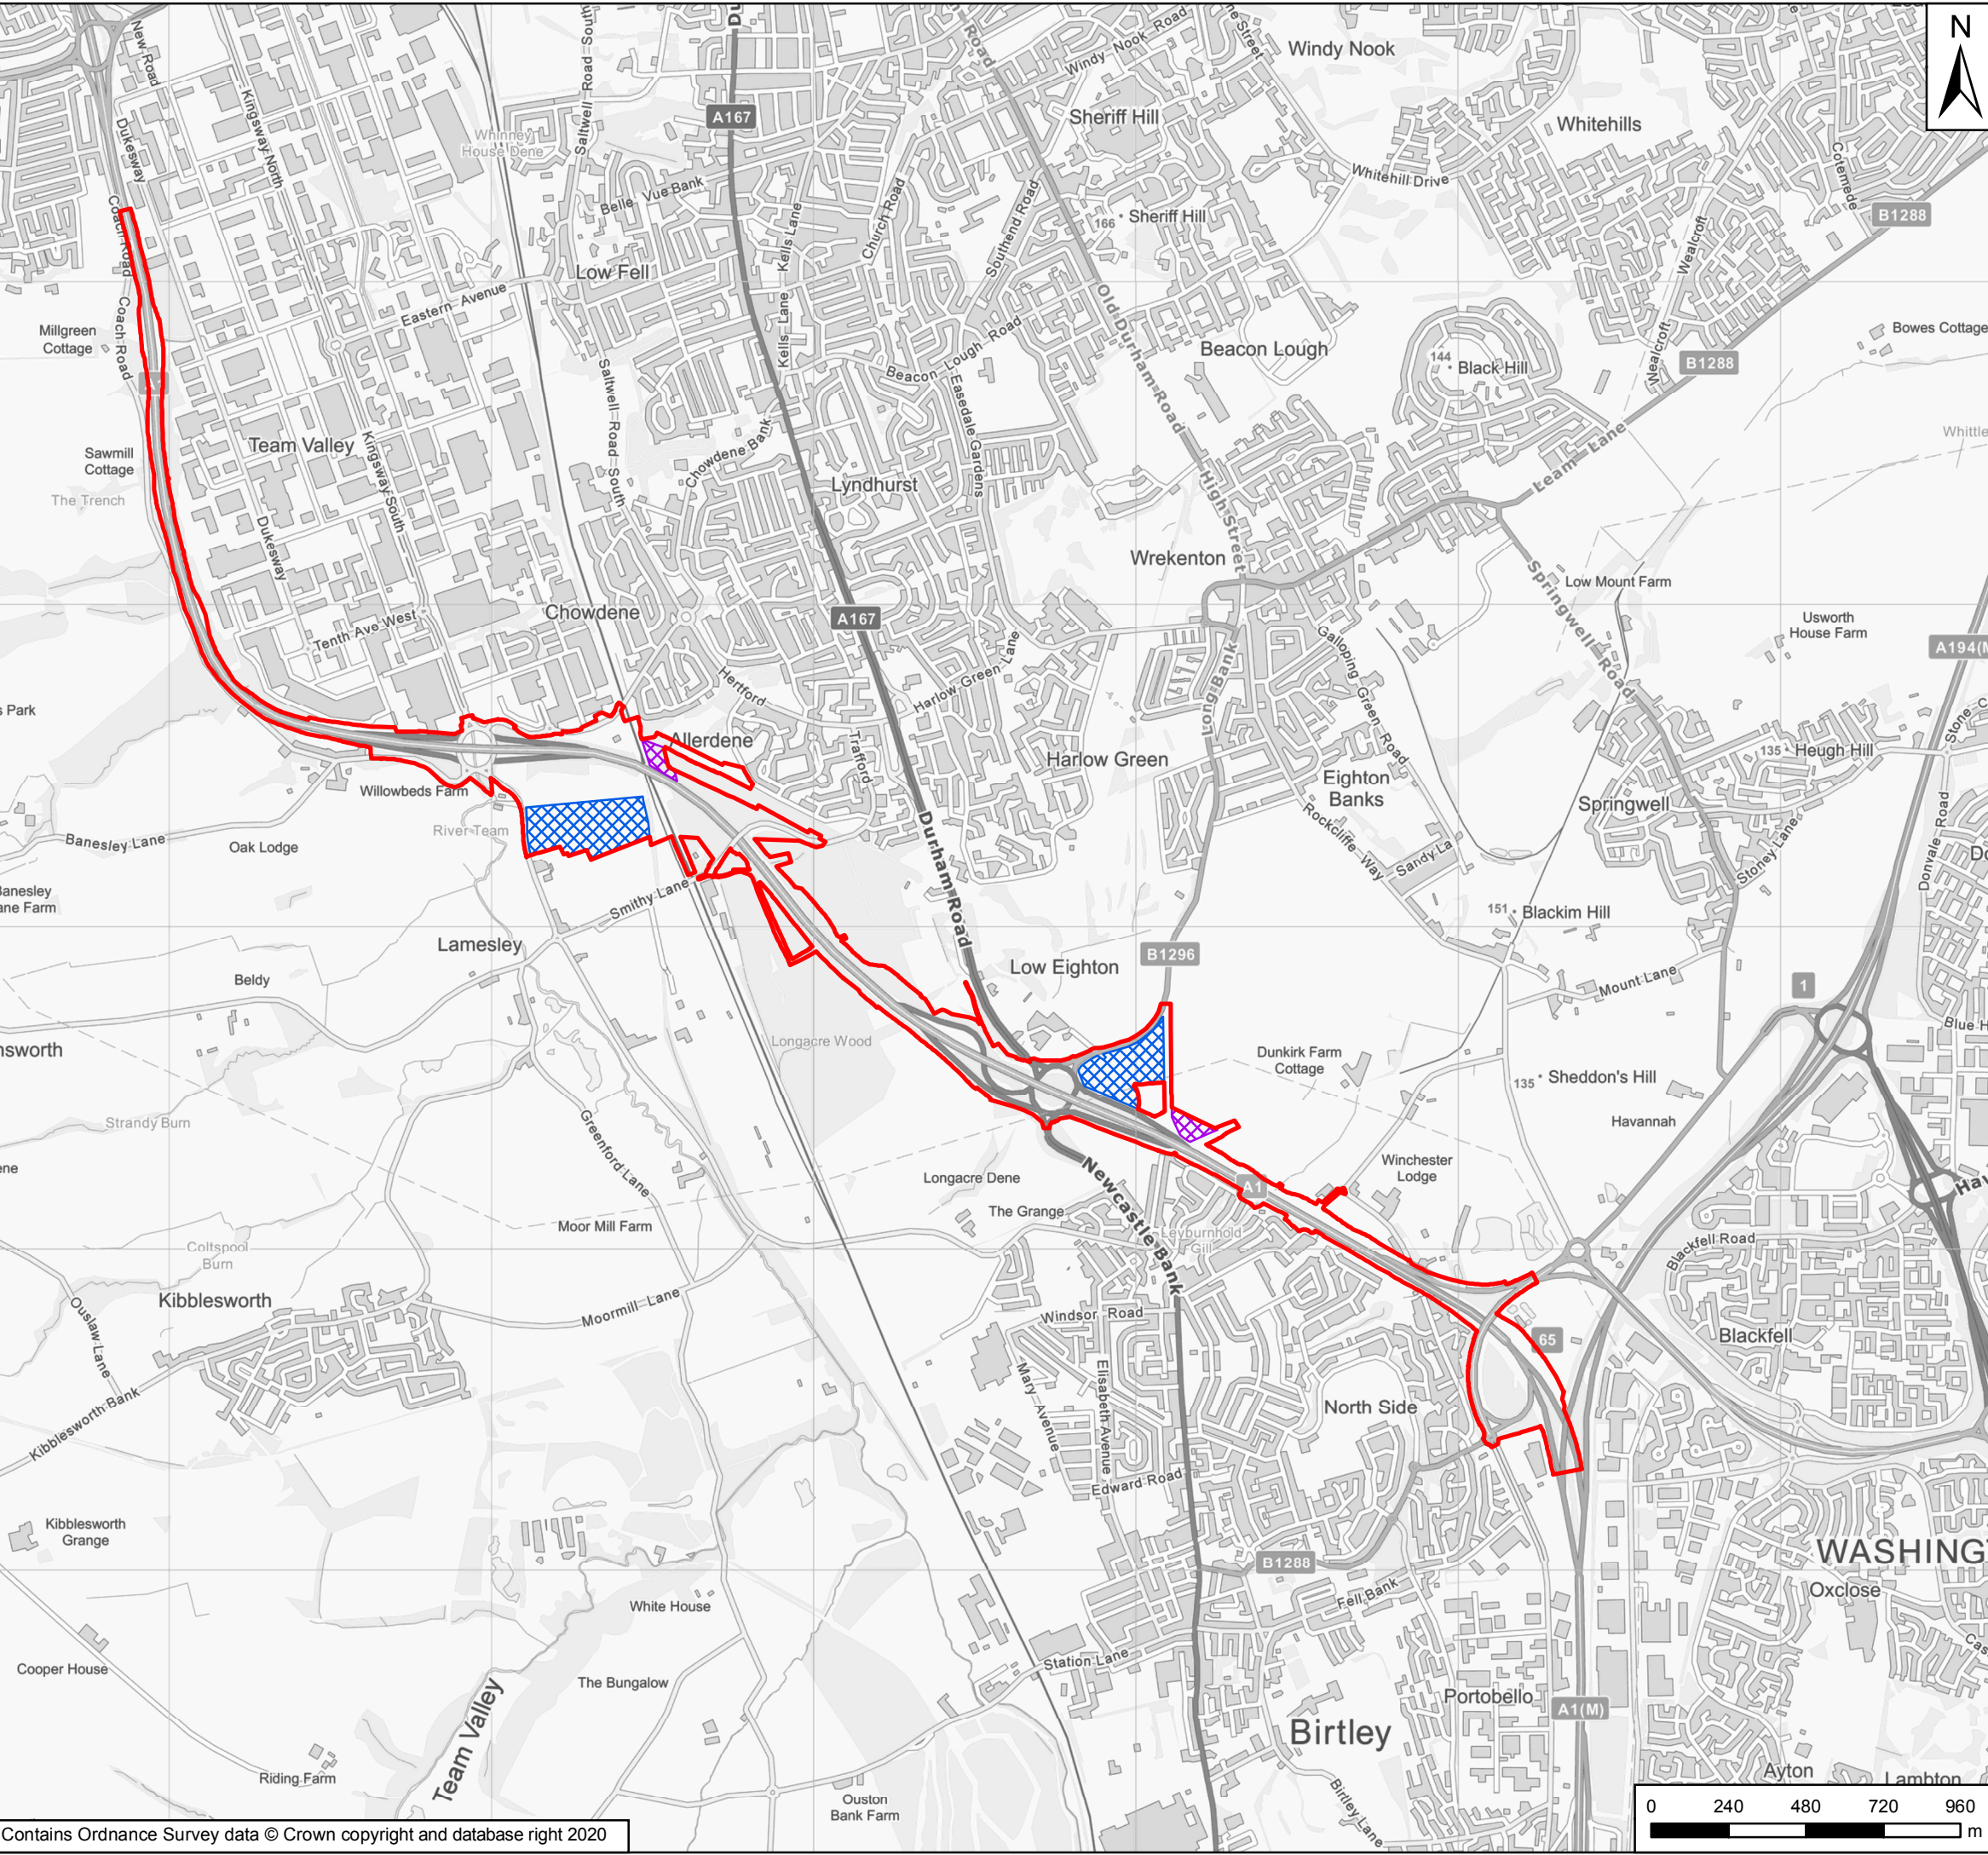 N
Windy Nook
New Road
Kingsway North
Dukesway
Coach Road
Coach Road
Whinney
House Dene
A167
Windy Nook Road
Sheriff Hill
Whitehills
Whitehill Drive
Colemede
B1288
166
Sheriff Hill
Belle Vue Bank
Kells Lane
Church Road
Southend Road
Wealcroft
Low Fell
Eastern Avenue
Kells Lane
Old Durham Road
Millgreen
Cottage
Beacon Lough Road
Beacon Lough
144
Black Hill
B1288
Wealcroft
Bowes Cottage
Saltwell Road South
Easedale Gardens
Sawmill
Cottage
Team Valley
Kingsway South
Chowdene Bank
Lyndhurst
High Street
Leam Lane
The Trench
Dukesway
Wrekenton
Springwell Road
Low Mount Farm
Usworth
House Farm
A194(M
Chowdene
Tenth Ave West
A167
Harlow Green Lane
Galloping Green Road
Hertford
Long Bank
s Park
Allerdene
Trafford
Harlow Green
135
Heugh Hill
Eighton
Banks
Springwell
Willowbeds Farm
River Team
Banesley Lane
Oak Lodge
Durham Road
Rockcliffe Way
Sandy La
Stoney Lane
Donvale Road
Banesley
ane Farm
Smithy Lane
151
Blackim Hill
Lamesley
Beldy
B1296
Low Eighton
Mount Lane
1
nsworth
Longacre Wood
Dunkirk Farm
Cottage
135
Sheddon's Hill
Havannah
Strandy Burn
Greenford Lane
Longacre Dene
Newcastle Bank
Winchester
Lodge
A1
The Grange
Moor Mill Farm
Leyburnhold
Gill
Coltspool
Burn
Blackfell Road
Kibblesworth
Ouslaw Lane
Moormill Lane
Windsor Road
65
Blackfell
Mary Avenue
Elisabeth Avenue
North Side
Kibblesworth Bank
Edward Road
Kibblesworth
Grange
B1288
WASHING
Oxclose
Fell Bank
White House
Cooper House
The Bungalow
Station Lane
Team Valley
Portobello
A1(M)
Birtley
Riding Farm
Ouston
Bank Farm
Birtley Lane
Ayton
Lambton
0 240 480 720 960
m
Contains Ordnance Survey data © Crown copyright and database right 2020